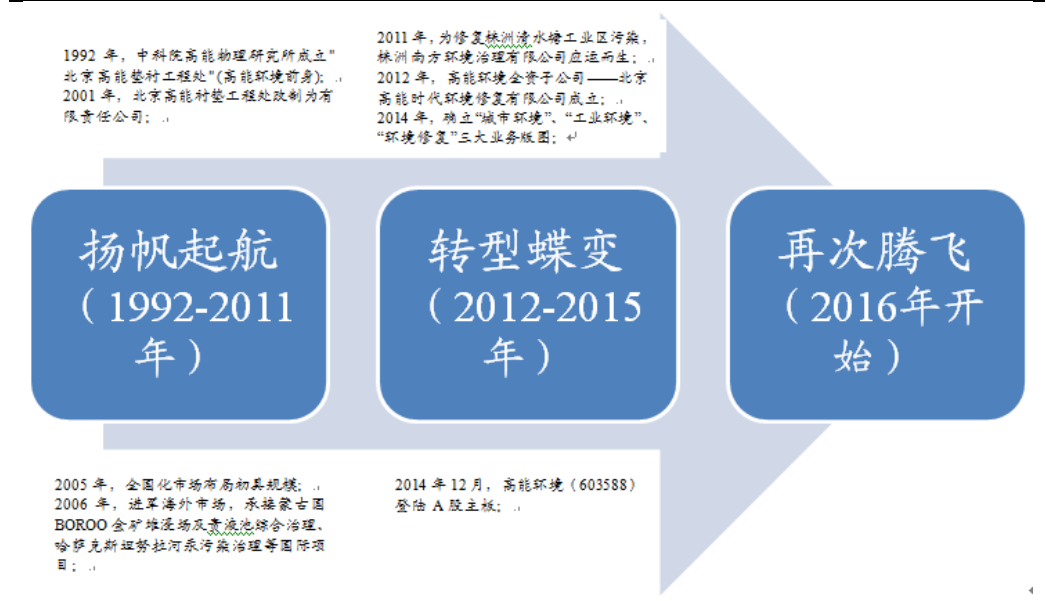 1992 年，中科院高能物理研究所成立"
北京高能垫衬工程处"(高能环境前身)；
2001 年，北京高能衬垫工程处改制为有
限责任公司；
2011 年，为修复株洲清水塘工业区污染，
株洲南方环境治理有限公司应运而生；
2012 年，高能环境全资子公司——北京
高能时代环境修复有限公司成立；
2014 年，确立“城市环境”、“工业环境”、
“环境修复”三大业务版图；
扬帆起航
（1992-2011
年）
转型蝶变
（2012-2015
年）
再次腾飞
（2016年开
始）
2005 年，全国化市场布局初具规模；
2006 年，进军海外市场，承接蒙古国
BOROO 金矿堆浸场及贵液池综合治理、
哈萨克斯坦努拉河汞污染治理等国际项
目；
2014 年 12 月，高能环境（603588）
登陆 A 股主板；